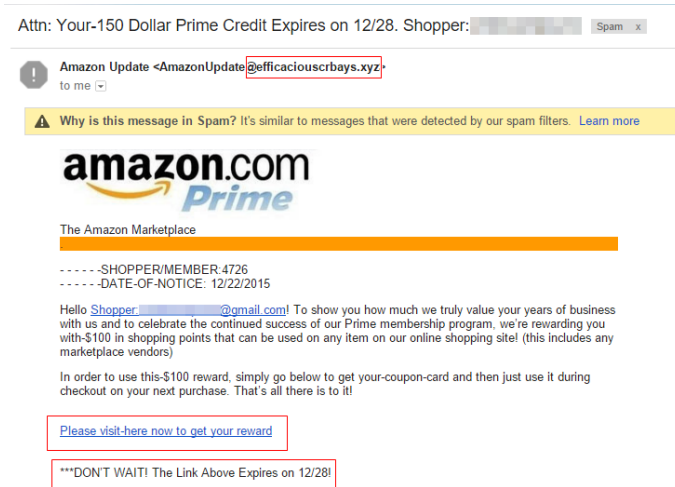 Attn: Your-150 Dollar Prime Credit Expires on 12/28. Shopper:
Spam x
Amazon Update <AmazonUpdate@efficaciouscrbays.xyz>
to me
Why is this message in Spam? It's similar to messages that were detected by our spam filters. Learn more
amazon.com
Prime
The Amazon Marketplace
- - - - - -SHOPPER/MEMBER:4726
- - - - - -DATE-OF-NOTICE: 12/22/2015
Hello Shopper: @gmail.com! To show you how much we truly value your years of business
with us and to celebrate the continued success of our Prime membership program, we're rewarding you
with-$100 in shopping points that can be used on any item on our online shopping site! (this includes any
marketplace vendors)
In order to use this-$100 reward, simply go below to get your-coupon-card and then just use it during
checkout on your next purchase. That's all there is to it!
Please visit-here now to get your reward
***DON'T WAIT! The Link Above Expires on 12/28!